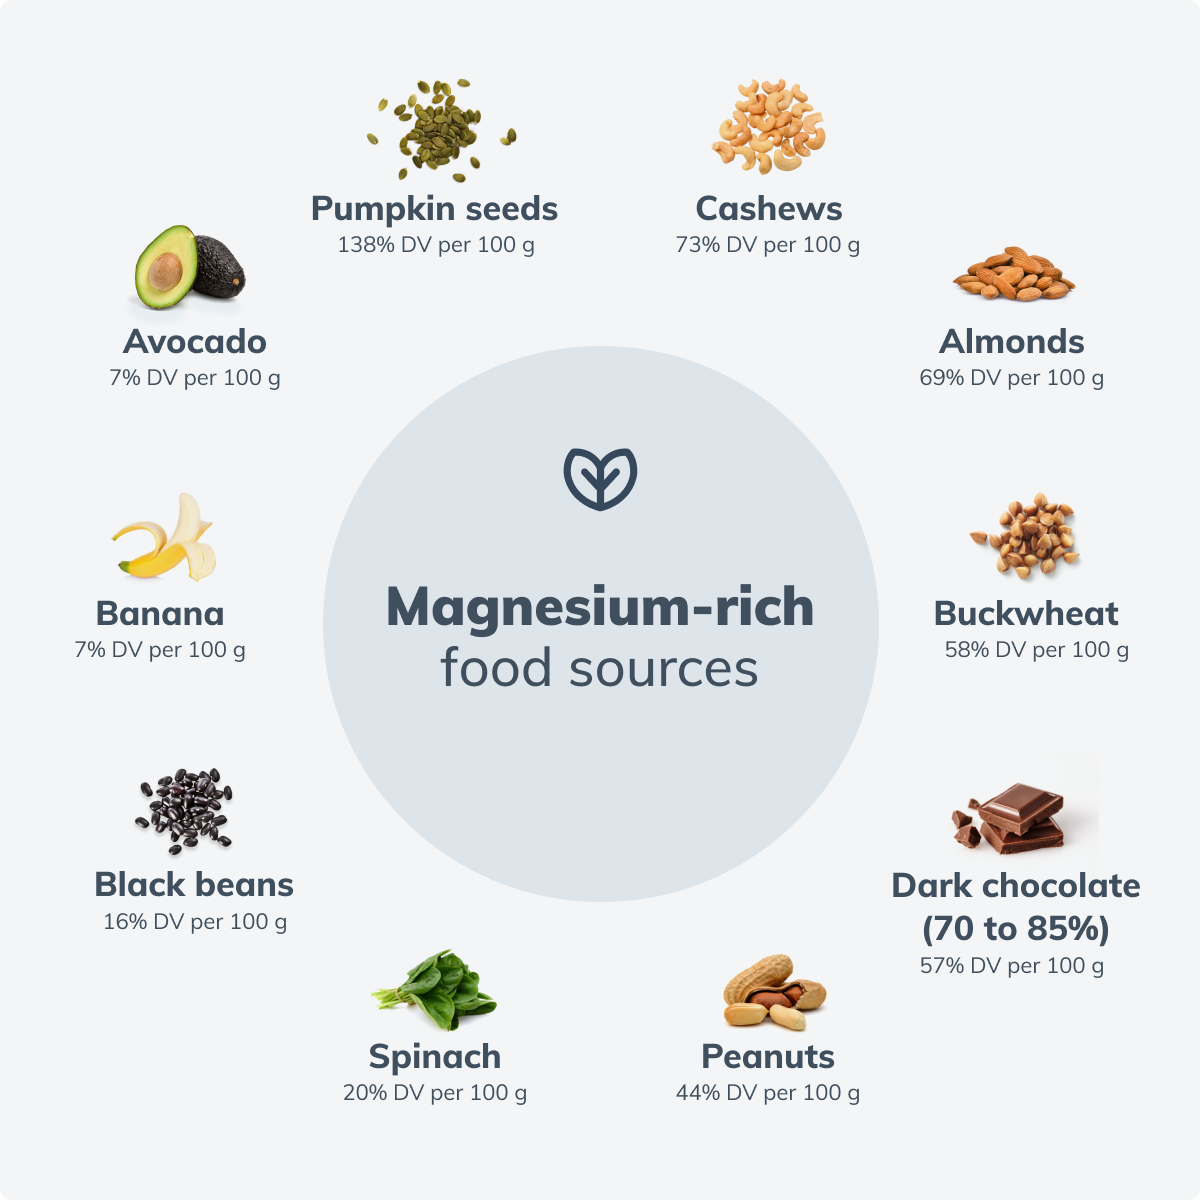 Pumpkin seeds
138% DV per 100 g
Cashews
73% DV per 100 g
Almonds
69% DV per 100 g
Buckwheat
58% DV per 100 g
Dark chocolate
(70 to 85%)
57% DV per 100 g
Peanuts
44% DV per 100 g
Spinach
20% DV per 100 g
Black beans
16% DV per 100 g
Banana
7% DV per 100 g
Avocado
7% DV per 100 g
Magnesium-rich
food sources